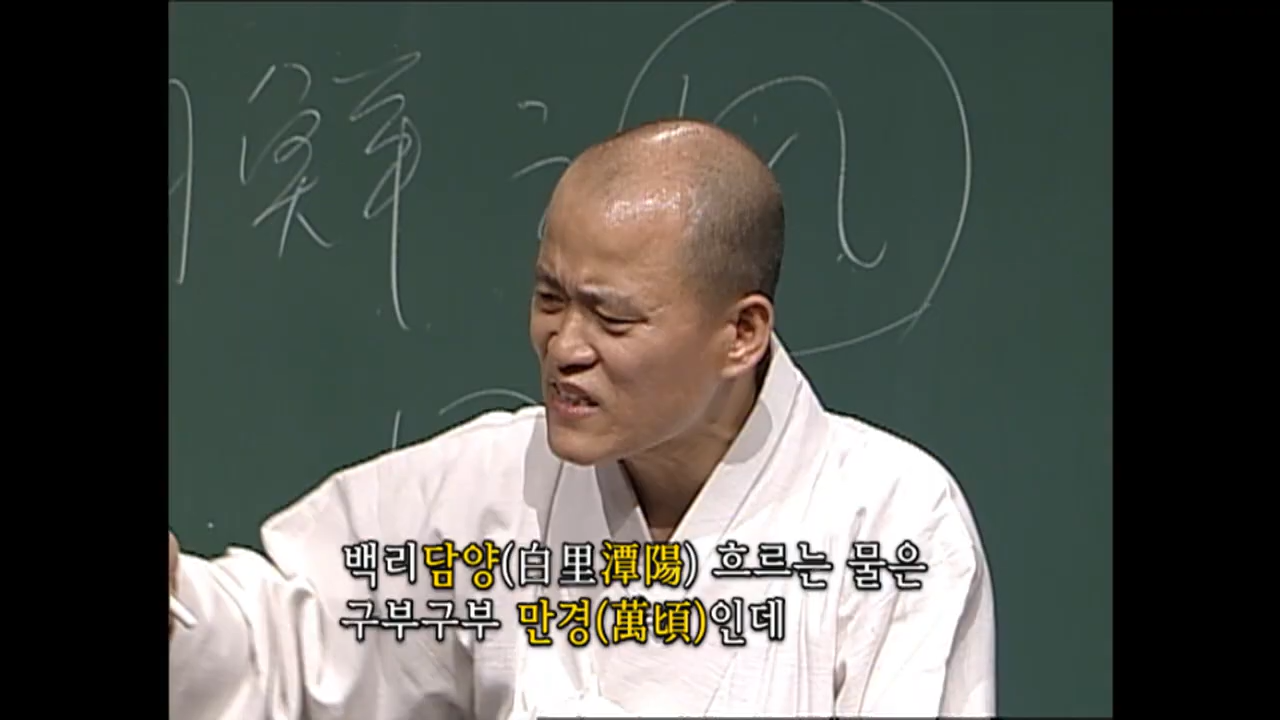 鮮
백리담양(白里潭陽) 흐르는 물은
구부구부 만경(萬頃)인데